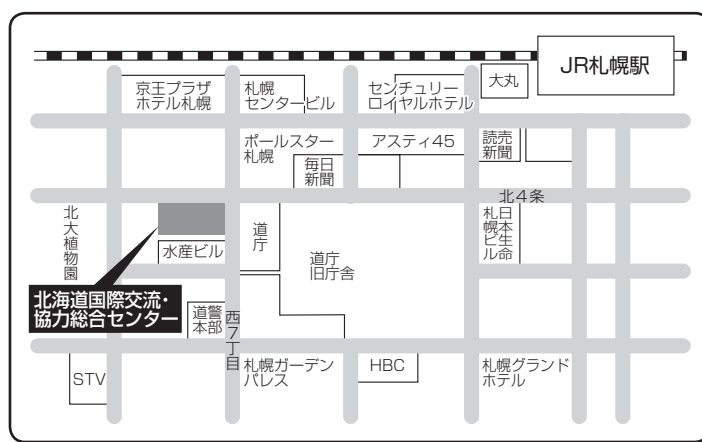 JR札幌駅
大丸
京王プラザ
ホテル札幌
札幌
センタービル
センチュリー
ロイヤルホテル
ポールスター
札幌
アスティ45
読売
新聞
毎日
新聞
北4条
北大植物園
道庁
道庁
旧庁舎
日本生命
札幌ビル
水産ビル
北海道国際交流・
協力総合センター
道警
本部
西7丁目
STV
札幌ガーデン
パレス
HBC
札幌グランド
ホテル